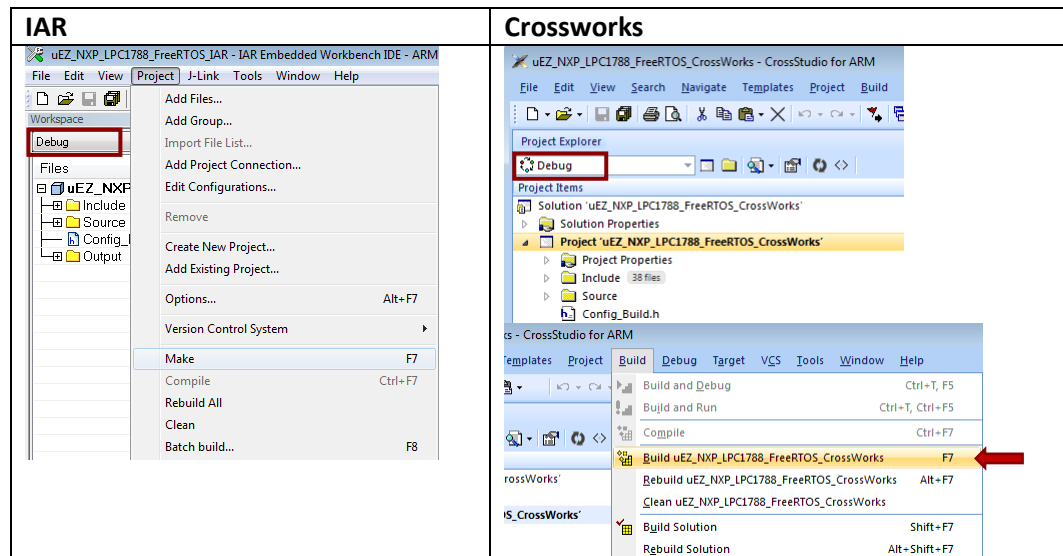 IAR
uEZ_NXP_LPC1788_FreeRTOS_IAR - IAR Embedded Workbench IDE - ARM
File Edit View Project J-Link Tools Window Help
Workspace
Debug
Files
uEZ_NXP
Include
Source
Config_
Output
Add Files...
Add Group...
Import File List...
Add Project Connection...
Edit Configurations...
Remove
Create New Project...
Add Existing Project...
Options... Alt+F7
Version Control System
Make F7
Compile Ctrl+F7
Rebuild All
Clean
Batch build... F8
Crossworks
uEZ_NXP_LPC1788_FreeRTOS_CrossWorks - CrossStudio for ARM
File Edit View Search Navigate Templates Project Build
Project Explorer
Debug
Project Items
Solution 'uEZ_NXP_LPC1788_FreeRTOS_CrossWorks'
Solution Properties
Project 'uEZ_NXP_LPC1788_FreeRTOS_CrossWorks'
Project Properties
Include 38 files
Source
Config_Build.h
ks - CrossStudio for ARM
Templates Project Build Debug Target VCS Tools Window Help
Build and Debug Ctrl+T, F5
Build and Run Ctrl+T, Ctrl+F5
Compile Ctrl+F7
Build uEZ_NXP_LPC1788_FreeRTOS_CrossWorks F7
rossWorks'
Rebuild uEZ_NXP_LPC1788_FreeRTOS_CrossWorks Alt+F7
Clean uEZ_NXP_LPC1788_FreeRTOS_CrossWorks
OS_CrossWorks'
Build Solution Shift+F7
Rebuild Solution Alt+Shift+F7